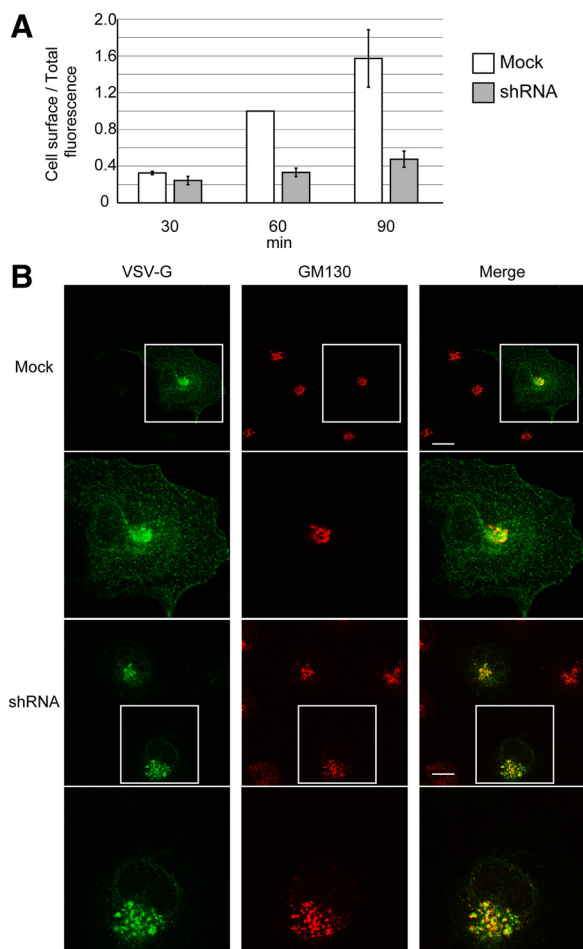 A
Cell surface / Total
fluorescence
2.0
1.6
1.2
0.8
0.4
0
30
60
90
min
Mock
shRNA
B
VSV-G
GM130
Merge
Mock
shRNA